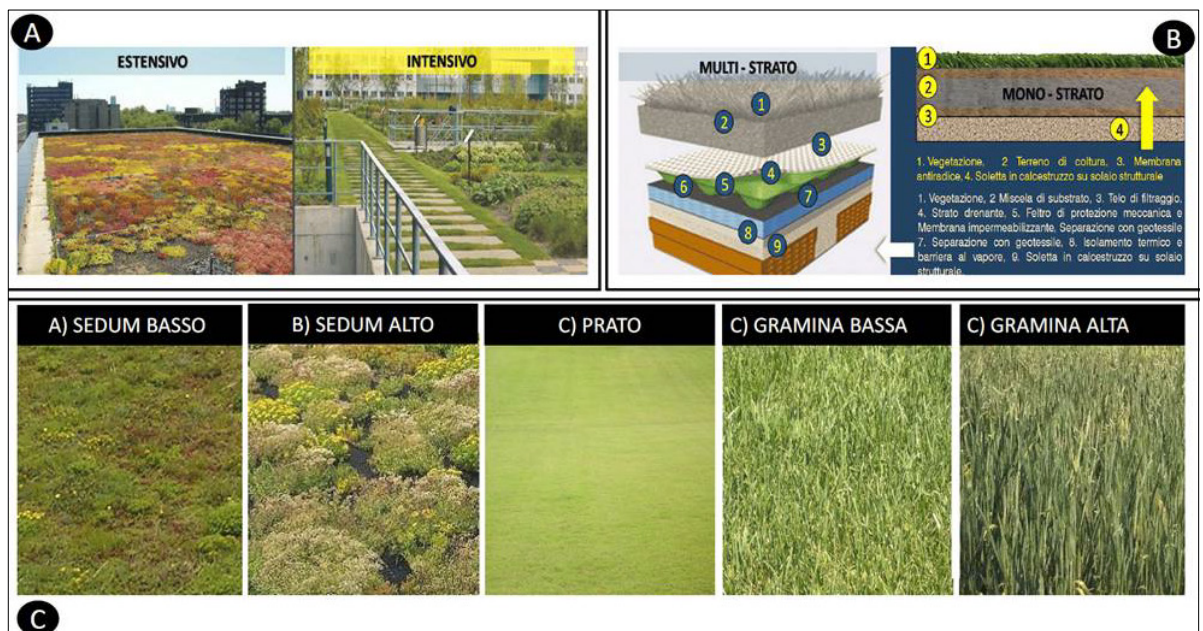 A
ESTENSIVO
INTENSIVO
MULTI - STRATO
1
2
3
4
5
6
7
8
9
B
1
2
3
4
MONO - STRATO
1. Vegetazione, 2 Terreno di coltura, 3. Membrana
antiradice, 4. Soletta in calcestruzzo su solaio strutturale
1. Vegetazione, 2 Miscela di substrato, 3. Telo di filtraggio,
4. Strato drenante, 5. Feltro di protezione meccanica e
Membrana impermeabilizzante, Separazione con geotessile
7. Separazione con geotessile, 8. Isolamento termico e
barriera al vapore, 9. Soletta in calcestruzzo su solaio
strutturale.
A) SEDUM BASSO
B) SEDUM ALTO
C) PRATO
C) GRAMINA BASSA
C) GRAMINA ALTA
C